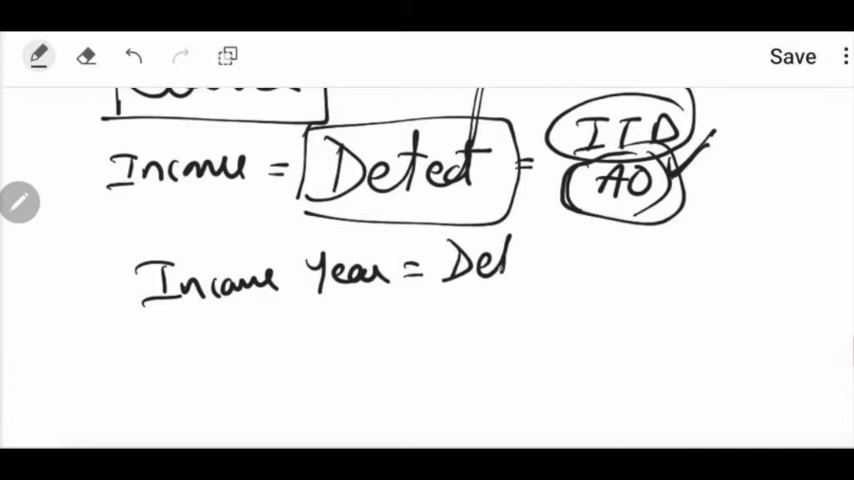 Save
Income = Detect = ITD
AO
Income Year = Det